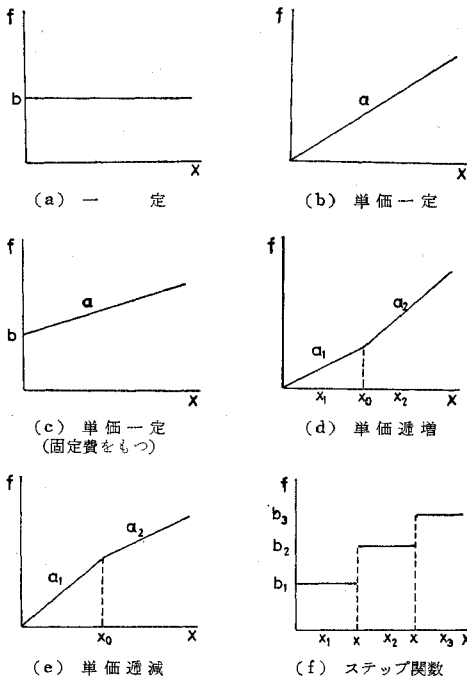 f
b
X
(a) 一 定
f
a
X
(b) 単価一定
f
a
b
X
(c) 単価一定
(固定費をもつ)
f
a₂
a₁
x₁ x₀ x₂ X
(d) 単価逓増
f
a₂
a₁
x₀ X
(e) 単価逓減
f
b₃
b₂
b₁
x₁ x x₂ x x₃ X
(f) ステップ関数